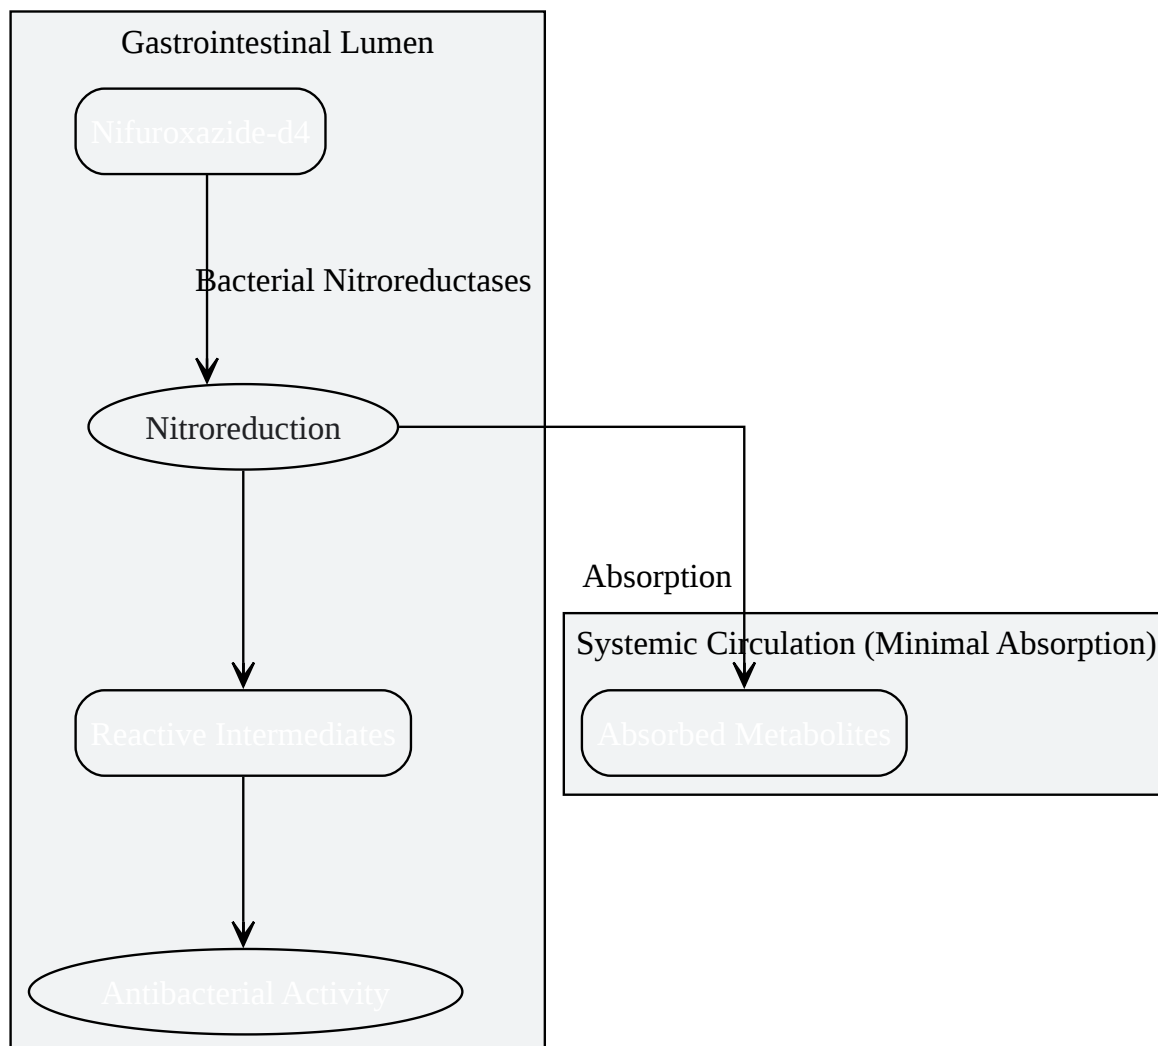 Gastrointestinal Lumen
Nifuroxazide-d4
Bacterial Nitroreductases
Nitroreduction
Absorption
Systemic Circulation (Minimal Absorption)
Reactive Intermediates
Absorbed Metabolites
Antibacterial Activity